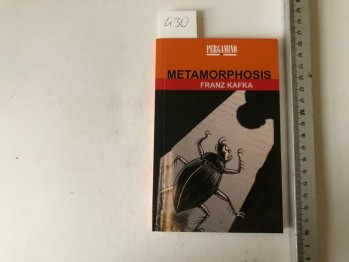 430
PERGAMINO
METAMORPHOSIS
FRANZ KAFKA